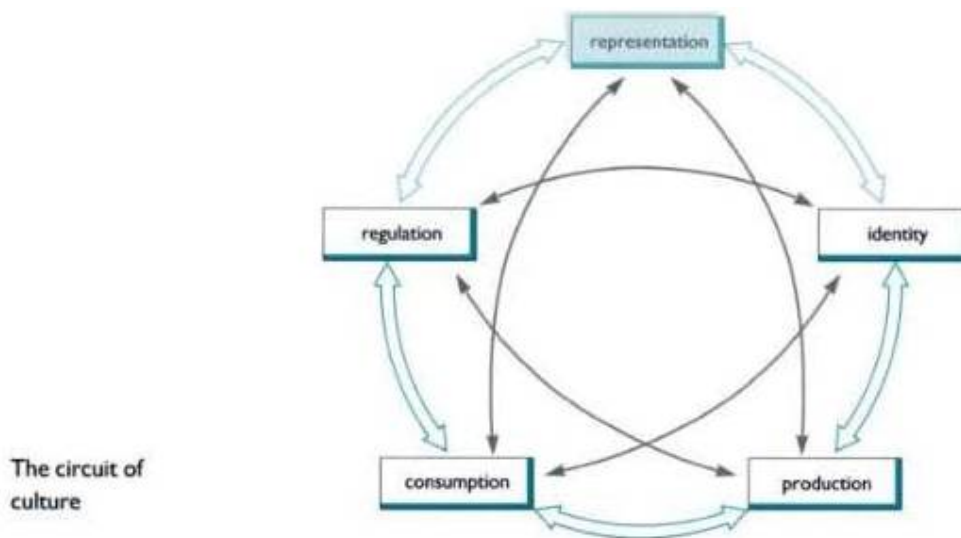 representation
regulation
identity
consumption
production
The circuit of
culture